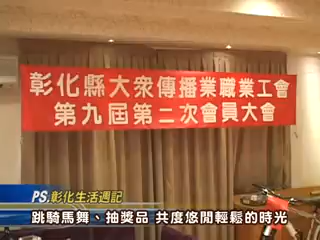 彰化縣大眾傳播業職業工會
第九屆第二次會員大會
PS.彰化生活週記
跳騎馬舞、抽獎品 共度悠閒輕鬆的時光